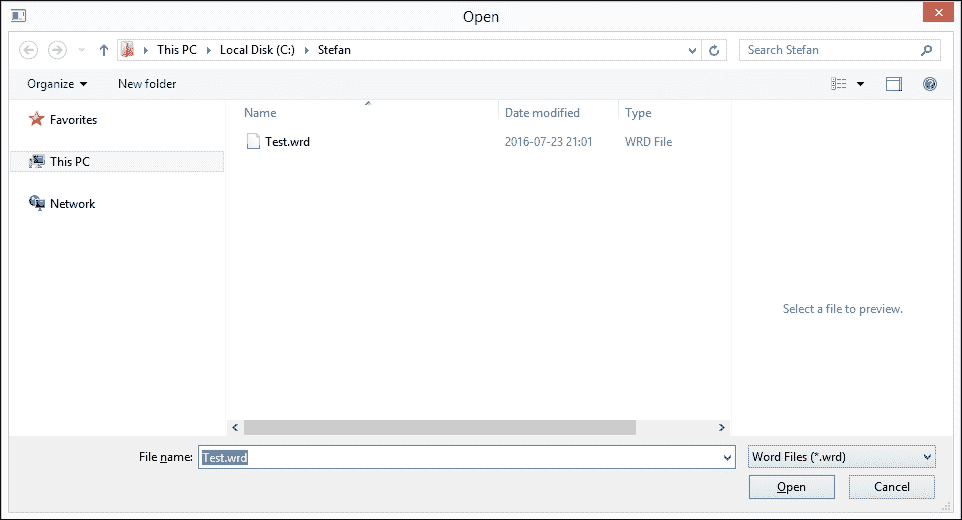 Open
This PC Local Disk (C:) Stefan Search Stefan
Organize New folder
Favorites
This PC
Network
Name Date modified Type
Test.wrd 2016-07-23 21:01 WRD File
Select a file to preview.
File name: Test.wrd Word Files (*.wrd)
Open Cancel